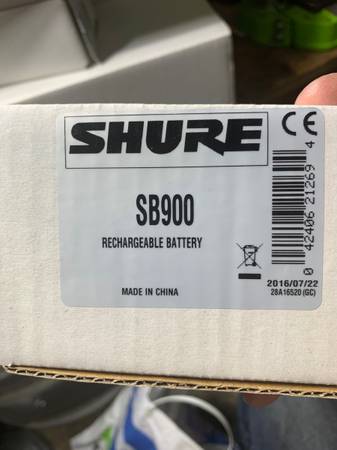 SHURE
CE
SB900
RECHARGEABLE BATTERY
MADE IN CHINA
0 42406 21269 4
2016/07/22
28A16520 (GC)